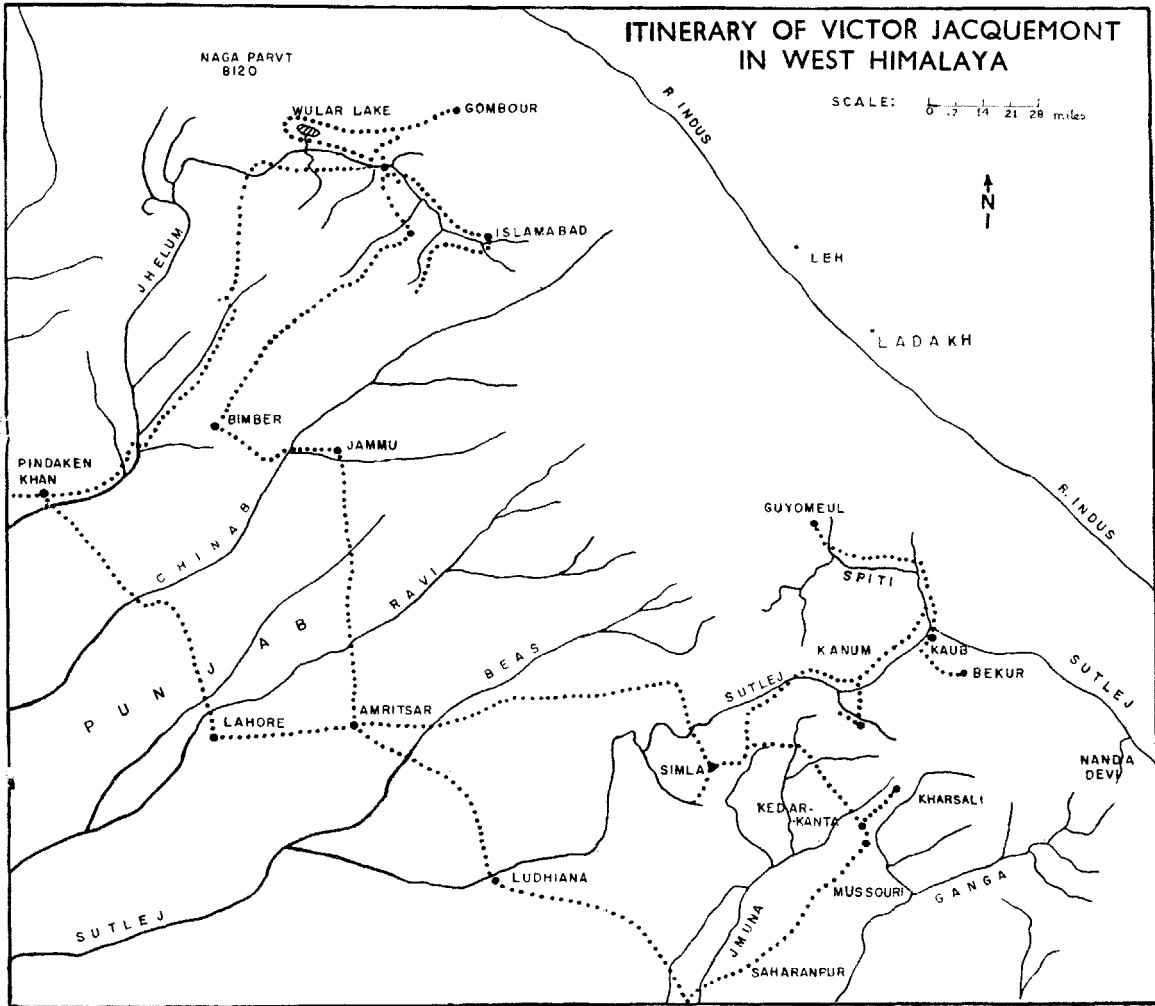 ITINERARY OF VICTOR JACQUEMONT
IN WEST HIMALAYA
SCALE:
0 .7 14 21 28 miles
N
NAGA PARVT
8120
WULAR LAKE
GOMBOUR
R. INDUS
ISLAMABAD
LEH
LADAKH
JHELUM
BIMBER
JAMMU
PINDAKEN
KHAN
CHINAB
GUYOMEUL
R. INDUS
SPITI
RAVI
PUNJAB
BEAS
KANUM
KAUB
BEKUR
SUTLEJ
SUTLEJ
LAHORE
AMRITSAR
SIMLA
NANDA
DEVI
KEDAR-
KANTA
KHARSALI
LUDHIANA
MUSSOURI
GANGA
SUTLEJ
JMUNA
SAHARANPUR